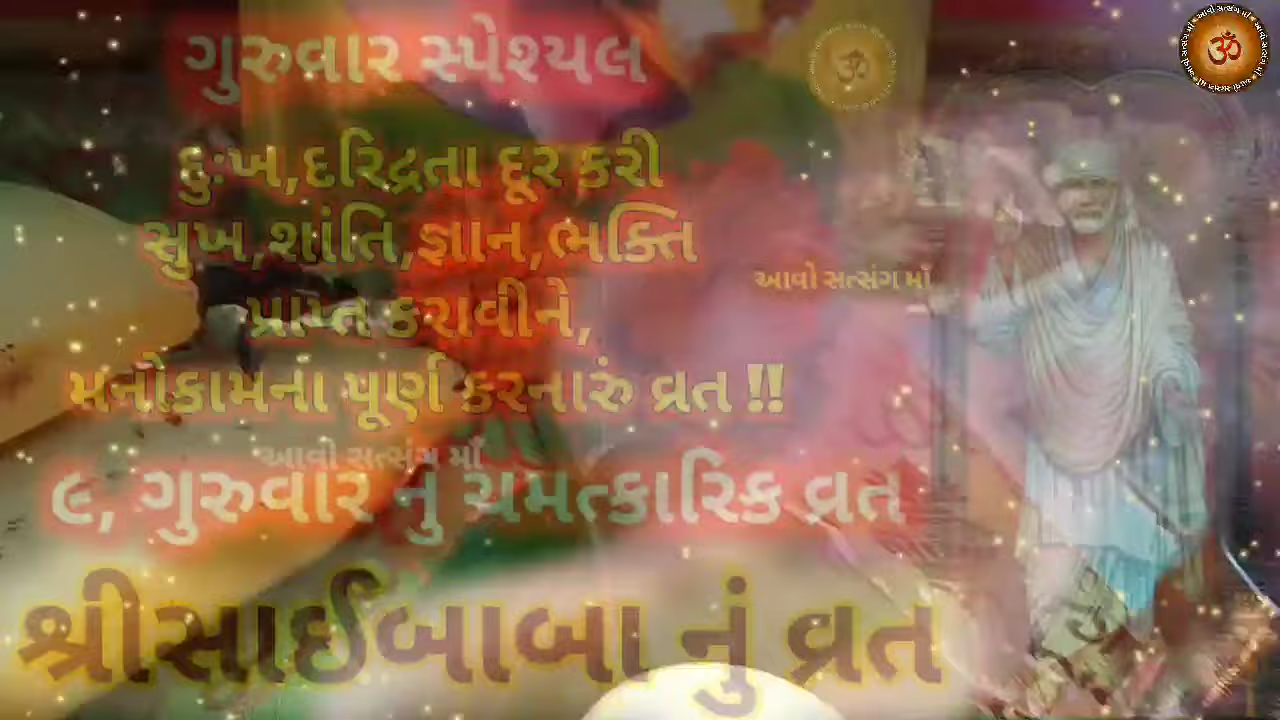 ગુરુવાર સ્પેશ્યલ
દુઃખ,દરિદ્રતા દૂર કરી
સુખ,શાંતિ,જ્ઞાન,ભક્તિ
આવો સત્સંગ માઁ
પ્રાપ્ત કરાવીને,
મનોકામના પૂર્ણ કરનારું વ્રત !!
આવો સત્સંગ માઁ
૯, ગુરુવાર નું ચમત્કારિક વ્રત
શ્રીસાઈબાબા નું વ્રત
ૐ
ૐ